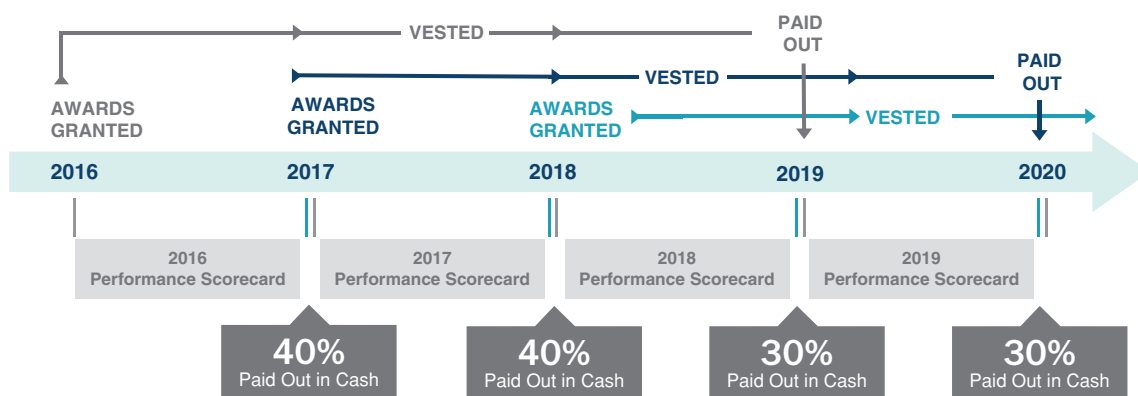 VESTED
PAID
OUT
VESTED
PAID
OUT
AWARDS
GRANTED
AWARDS
GRANTED
AWARDS
GRANTED
VESTED
2016
2017
2018
2019
2020
2016
Performance Scorecard
2017
Performance Scorecard
2018
Performance Scorecard
2019
Performance Scorecard
40%
Paid Out in Cash
40%
Paid Out in Cash
30%
Paid Out in Cash
30%
Paid Out in Cash